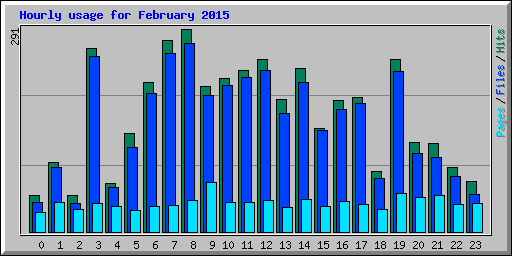 Hourly usage for February 2015
291
Pages / Files / Hits
0 1 2 3 4 5 6 7 8 9 10 11 12 13 14 15 16 17 18 19 20 21 22 23